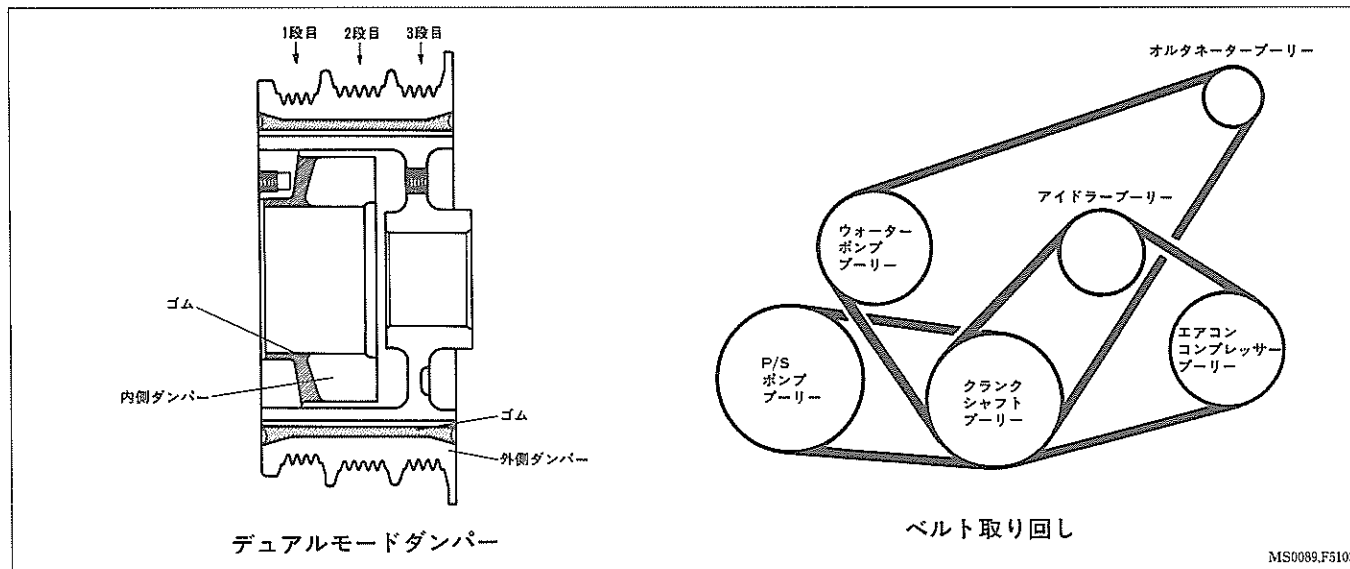 1段目 2段目 3段目
ゴム
内側ダンパー
ゴム
外側ダンパー
デュアルモードダンパー
オルタネータープーリー
アイドラープーリー
ウォーター
ポンプ
プーリー
P/S
ポンプ
プーリー
クランク
シャフト
プーリー
エアコン
コンプレッサー
プーリー
ベルト取り回し